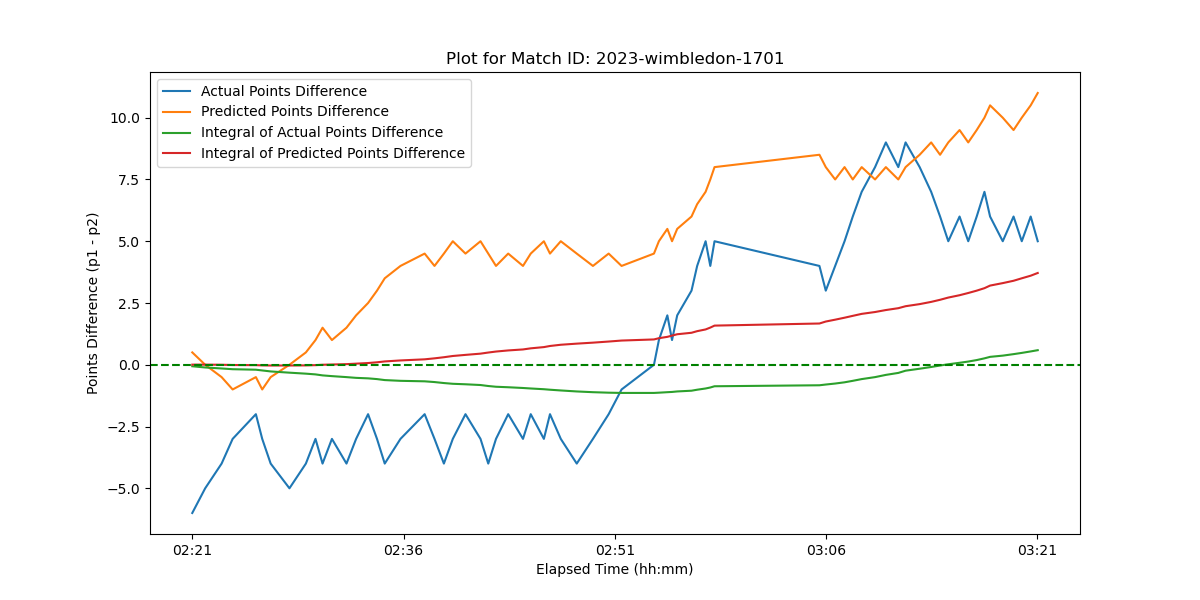 Plot for Match ID: 2023-wimbledon-1701
Actual Points Difference
Predicted Points Difference
Integral of Actual Points Difference
Integral of Predicted Points Difference
Points Difference (p1 - p2)
10.0
7.5
5.0
2.5
0.0
−2.5
−5.0
02:21 02:36 02:51 03:06 03:21
Elapsed Time (hh:mm)